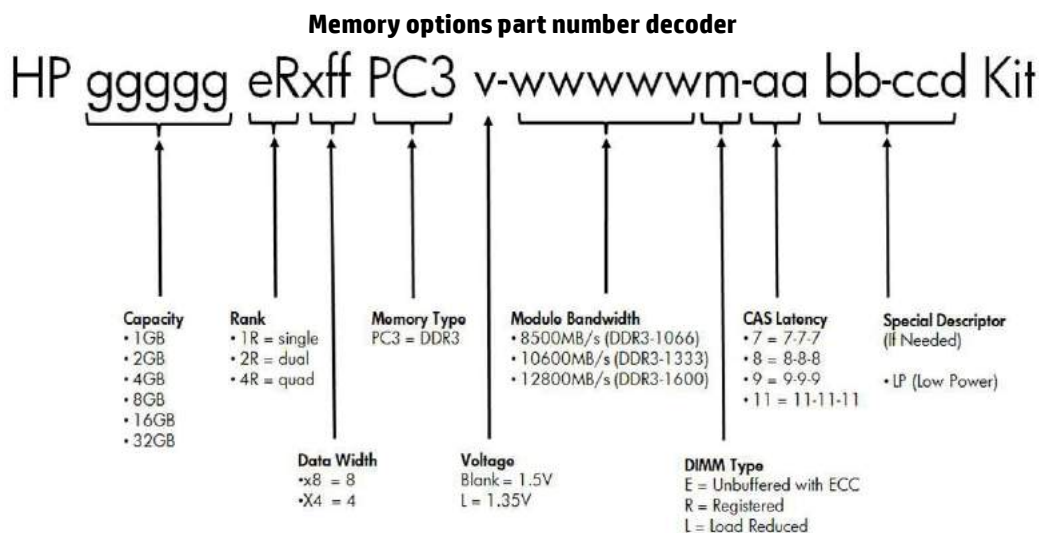 Memory options part number decoder
HP ggggg eRxff PC3 v-wwwwwm-aa bb-ccd Kit
Capacity
• 1GB
• 2GB
• 4GB
• 8GB
• 16GB
• 32GB
Rank
• 1R = single
• 2R = dual
• 4R = quad
Memory Type
PC3 = DDR3
Module Bandwidth
• 8500MB/s (DDR3-1066)
• 10600MB/s (DDR3-1333)
• 12800MB/s (DDR3-1600)
CAS Latency
• 7 = 7-7-7
• 8 = 8-8-8
• 9 = 9-9-9
• 11 = 11-11-11
Special Descriptor
(If Needed)
• LP (Low Power)
Data Width
•x8 = 8
•X4 = 4
Voltage
Blank = 1.5V
L = 1.35V
DIMM Type
E = Unbuffered with ECC
R = Registered
L = Load Reduced